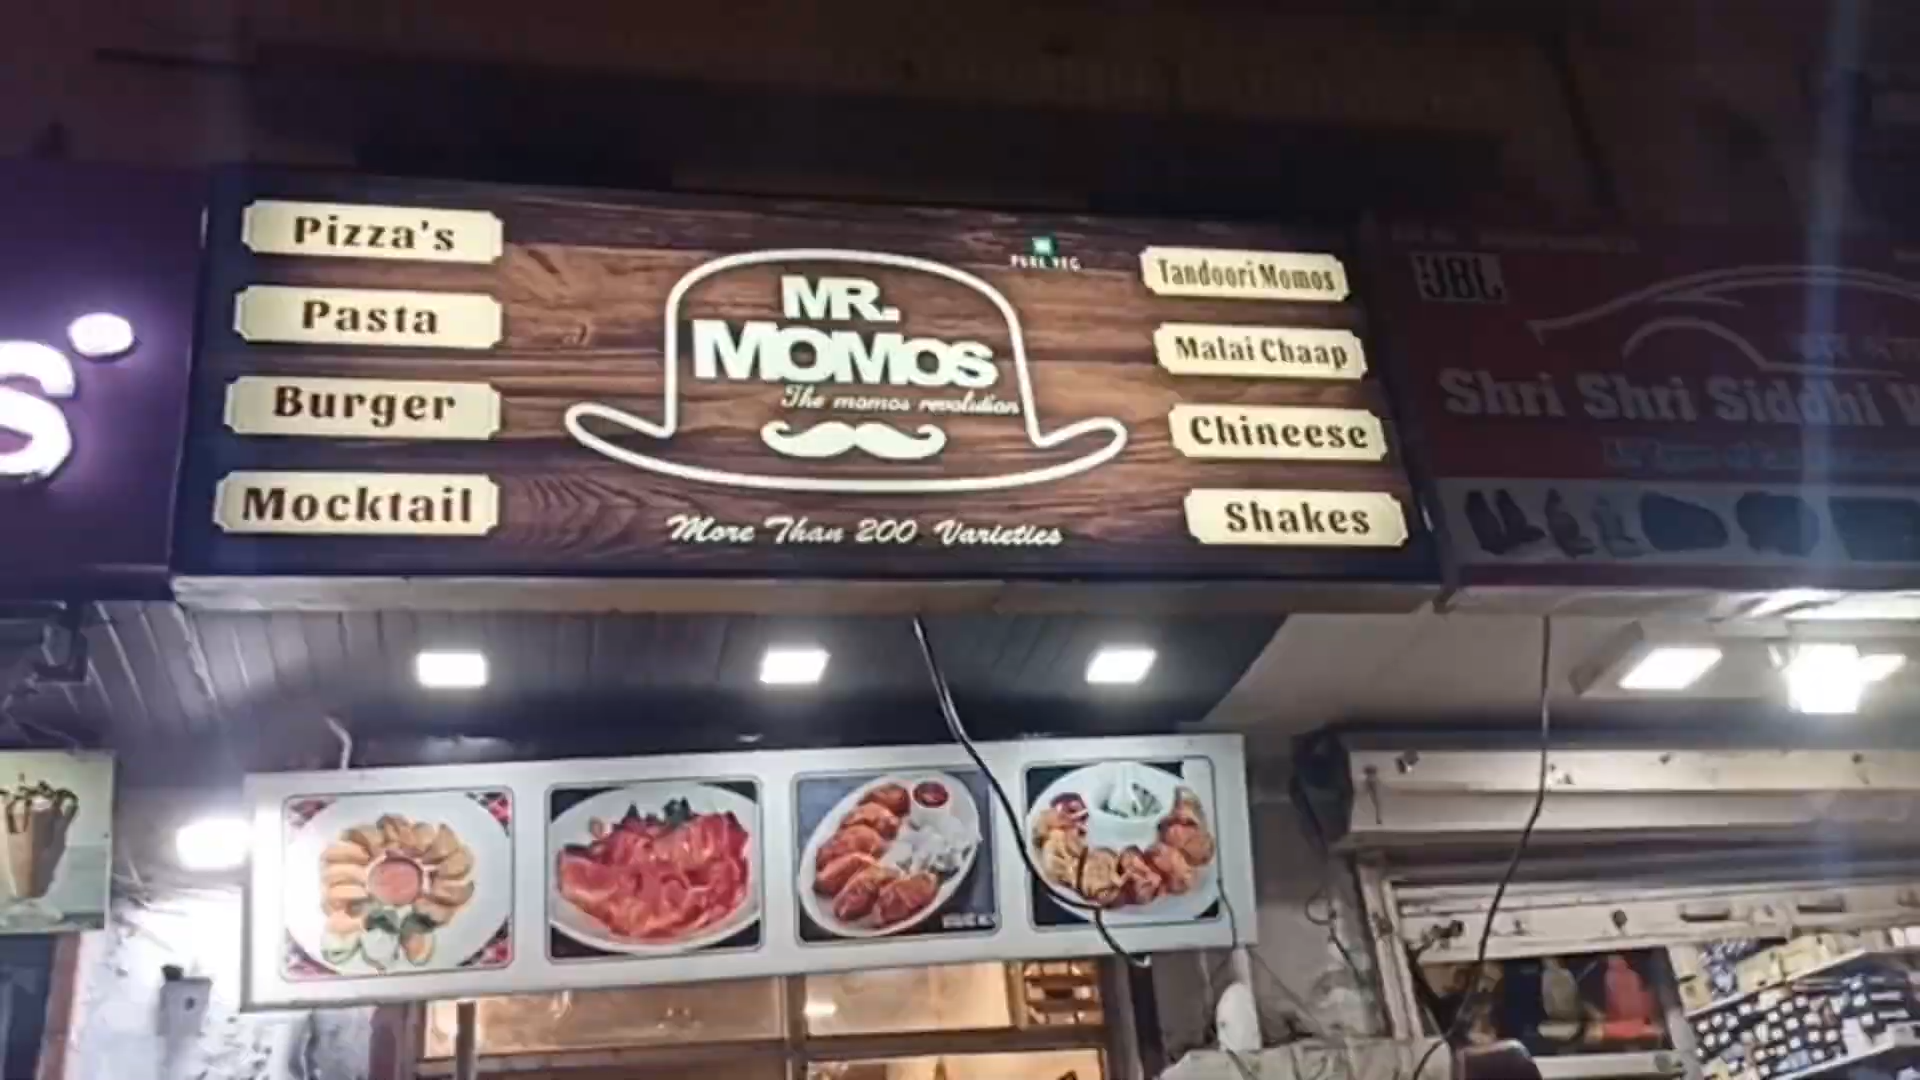 Pizza's
Pasta
Burger
Mocktail
MR.
MOMOS
The momos revolution
More Than 200 Varieties
PURE VEG
Tandoori Momos
Malai Chaap
Chineese
Shakes
S
JBL
Shri Shri Siddhi